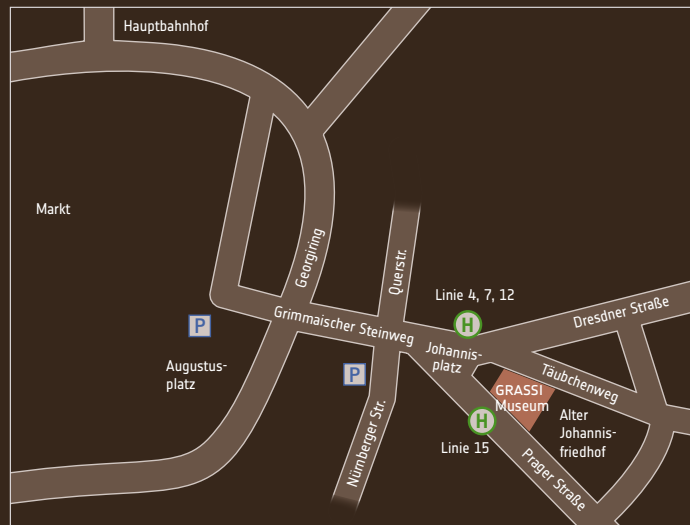 Hauptbahnhof
Markt
Georgiring
Querstr.
Linie 4, 7, 12
H
Dresdner Straße
P
Grimmaischer Steinweg
Johannis-
platz
Augustus-
platz
P
Täubchenweg
GRASSI
Museum
Alter
Johannis-
friedhof
H
Linie 15
Nürnberger Str.
Prager Straße